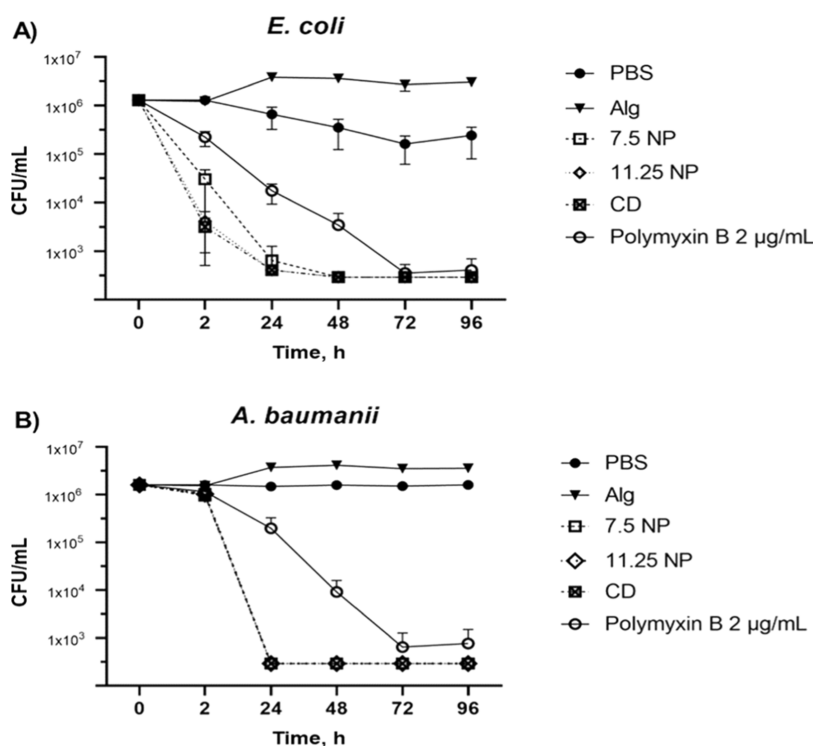 A)
E. coli
1x10⁷
1x10⁶
1x10⁵
1x10⁴
1x10³
CFU/mL
0 2 24 48 72 96
Time, h
PBS
Alg
7.5 NP
11.25 NP
CD
Polymyxin B 2 µg/mL
B)
A. baumanii
1x10⁷
1x10⁶
1x10⁵
1x10⁴
1x10³
CFU/mL
0 2 24 48 72 96
Time, h
PBS
Alg
7.5 NP
11.25 NP
CD
Polymyxin B 2 µg/mL